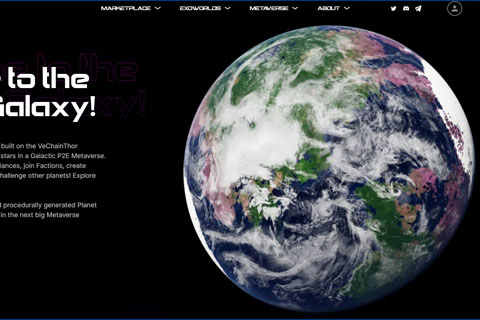 MARKETPLACE EXOWORLDS METAVERSE ABOUT
to the
Galaxy!
built on the VeChainThor
stars in a Galactic P2E Metaverse.
iances, join Factions, create
hallenge other planets! Explore
procedurally generated Planet
in the next big Metaverse